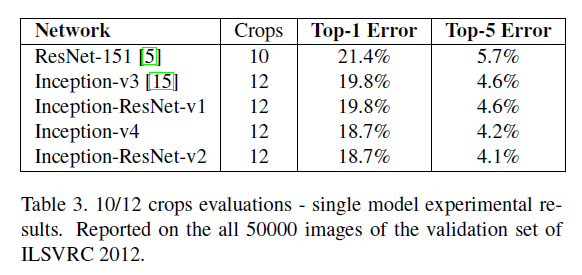 Network Crops Top-1 Error Top-5 Error
ResNet-151 [5] 10 21.4% 5.7%
Inception-v3 [15] 12 19.8% 4.6%
Inception-ResNet-v1 12 19.8% 4.6%
Inception-v4 12 18.7% 4.2%
Inception-ResNet-v2 12 18.7% 4.1%
Table 3. 10/12 crops evaluations - single model experimental re-
sults. Reported on the all 50000 images of the validation set of
ILSVRC 2012.